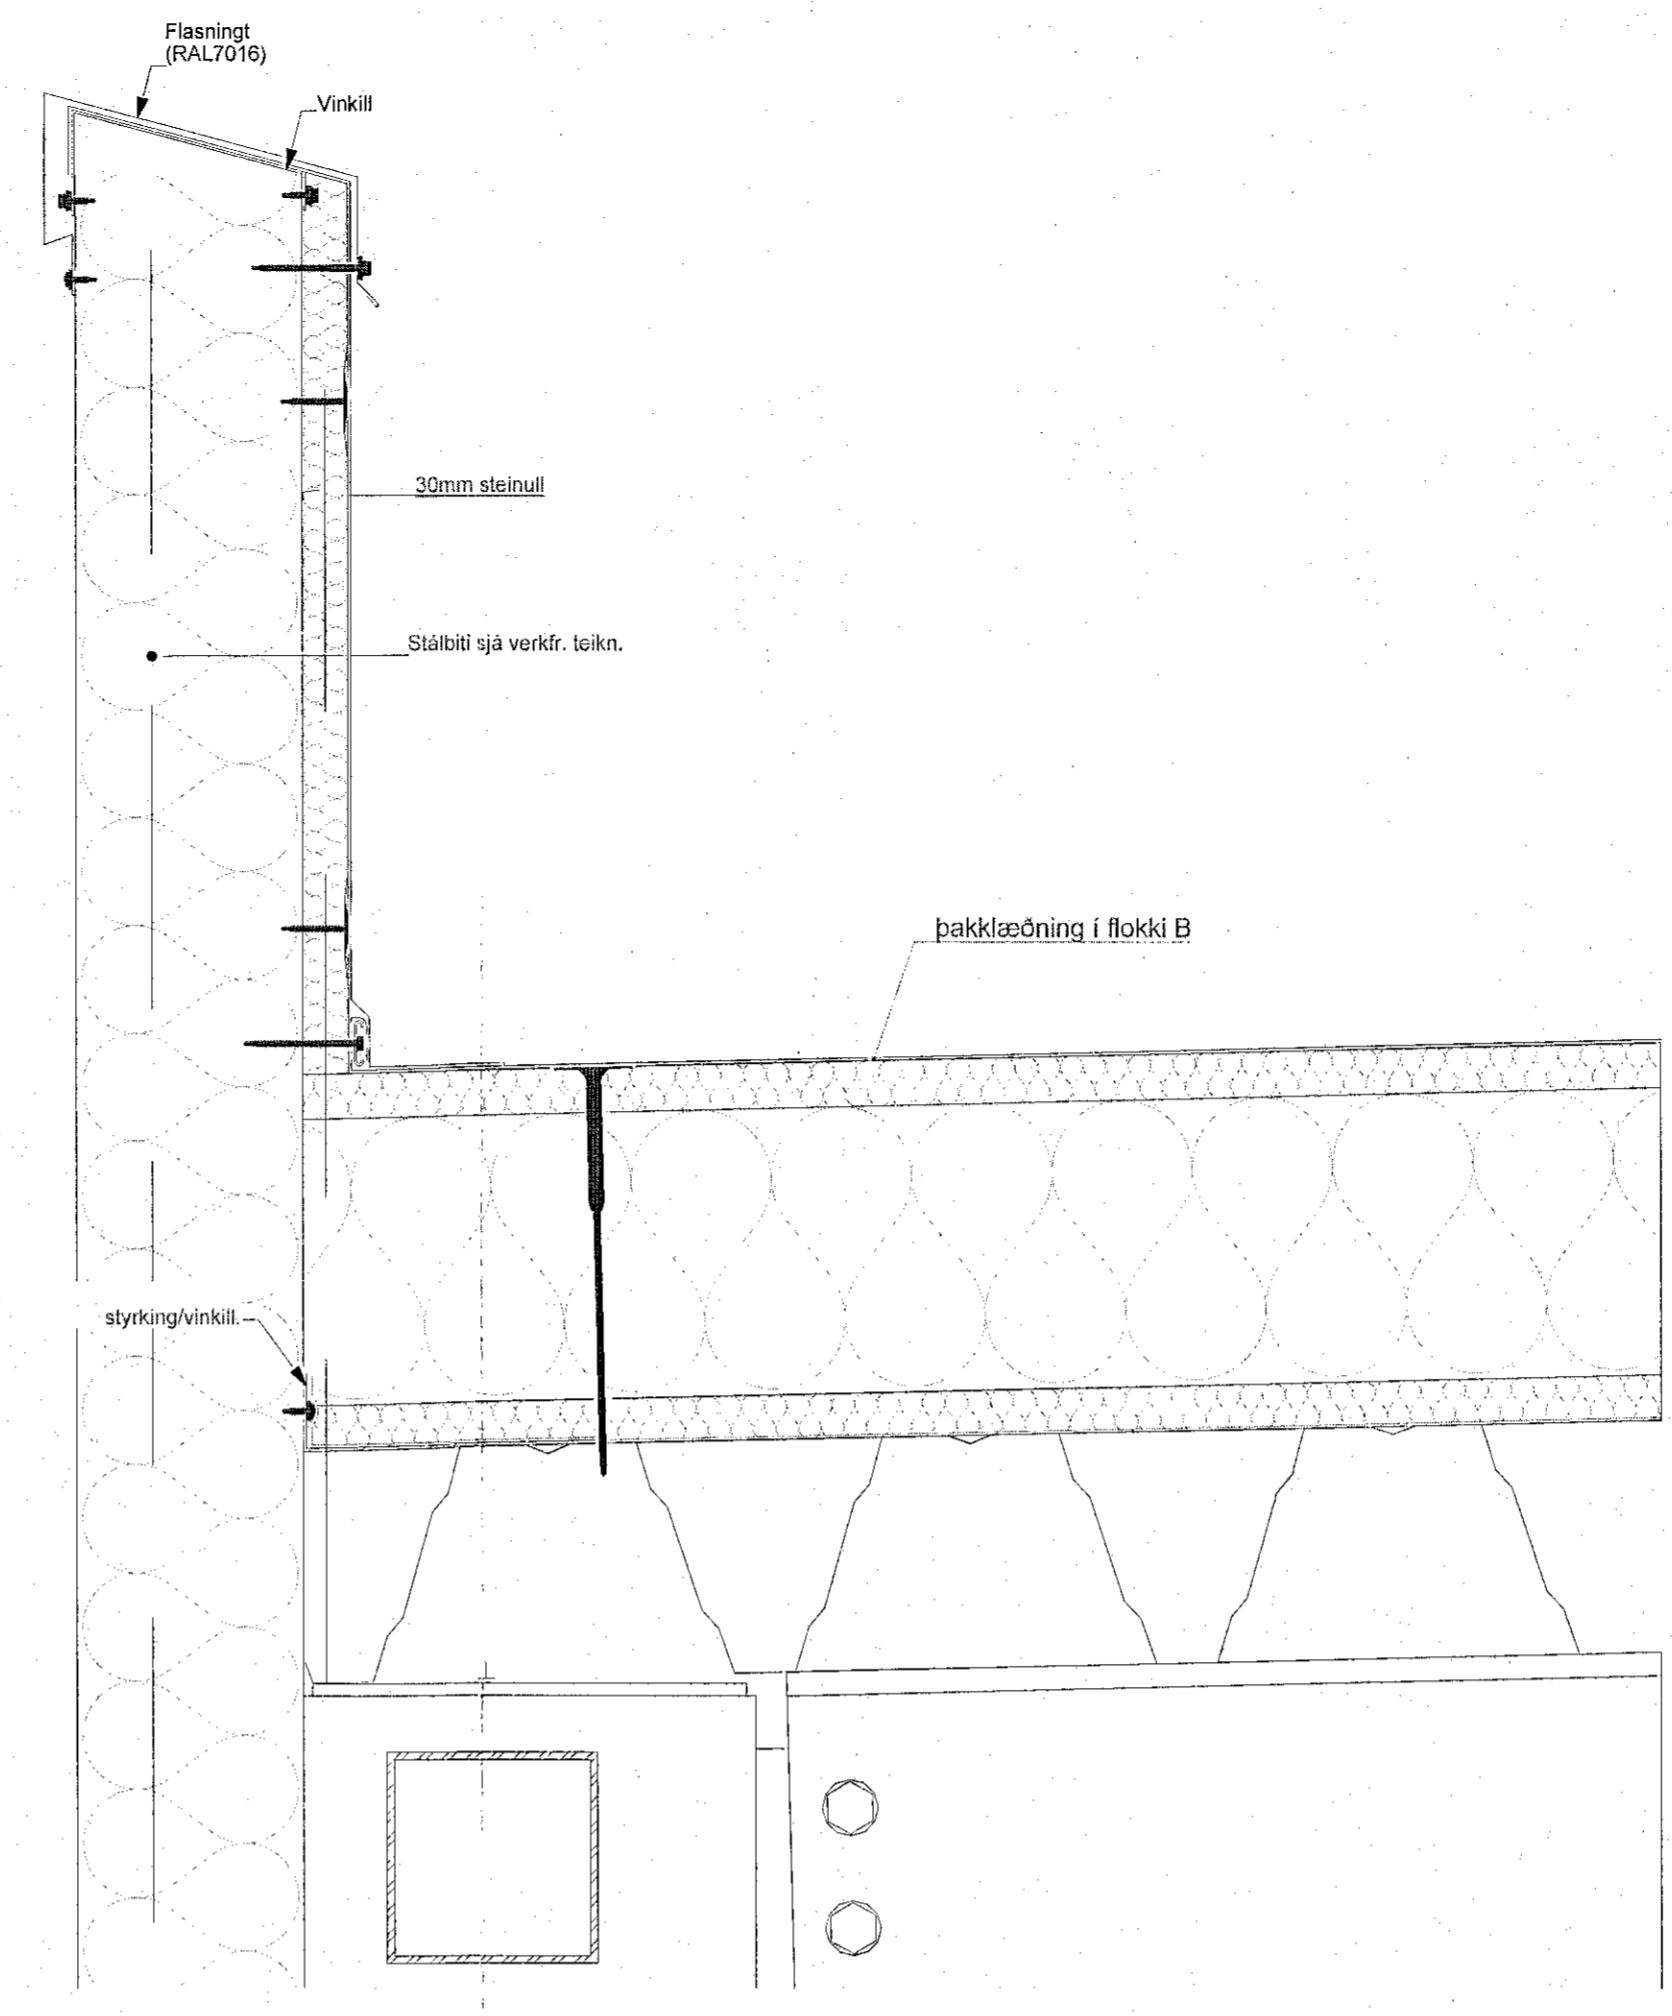 Flasningt
(RAL7016)
Vinkill
30mm steinull
Stálbiti sjá verkfr. teikn.
þakklæðning í flokki B
styrking/vinkill.